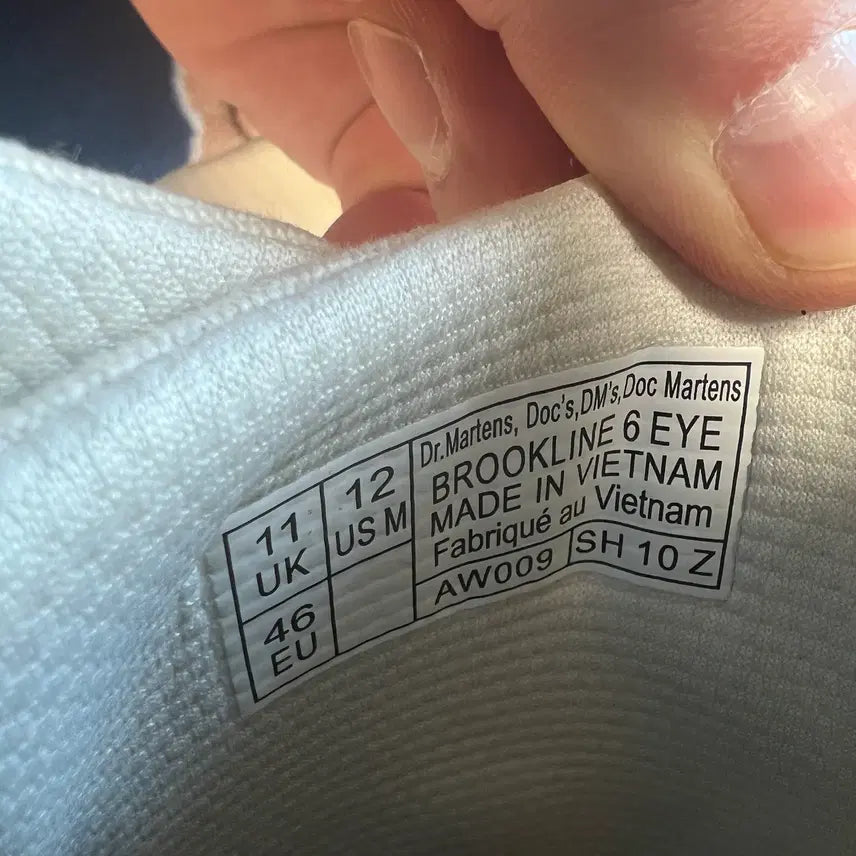 11
UK
12
US M
46
EU
Dr.Martens, Doc's,DM's,Doc Martens
BROOKLINE 6 EYE
MADE IN VIETNAM
Fabriqué au Vietnam
AW009
SH 10 Z